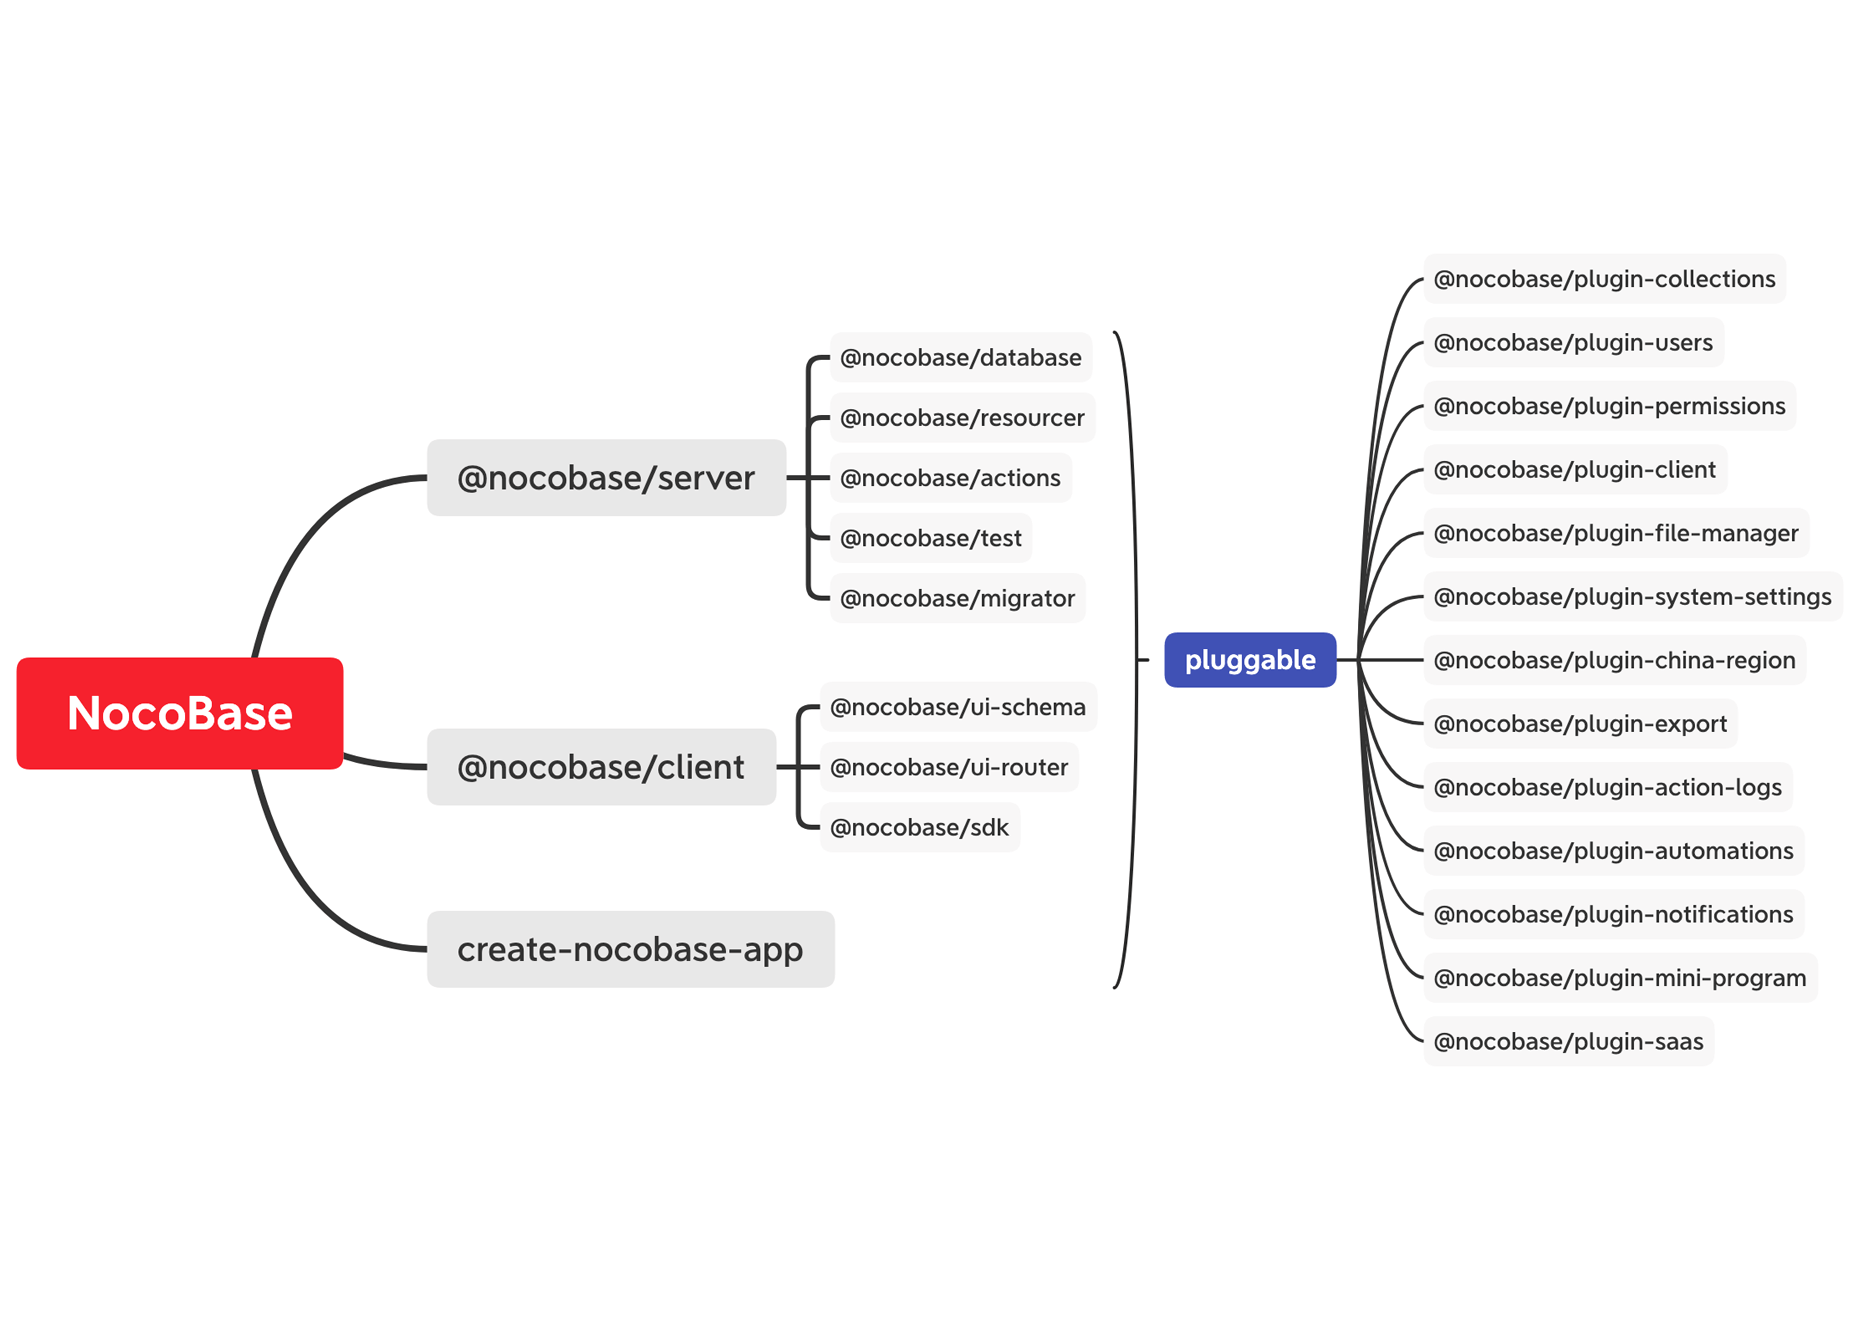 NocoBase
@nocobase/server
@nocobase/database
@nocobase/resourcer
@nocobase/actions
@nocobase/test
@nocobase/migrator
@nocobase/client
@nocobase/ui-schema
@nocobase/ui-router
@nocobase/sdk
create-nocobase-app
pluggable
@nocobase/plugin-collections
@nocobase/plugin-users
@nocobase/plugin-permissions
@nocobase/plugin-client
@nocobase/plugin-file-manager
@nocobase/plugin-system-settings
@nocobase/plugin-china-region
@nocobase/plugin-export
@nocobase/plugin-action-logs
@nocobase/plugin-automations
@nocobase/plugin-notifications
@nocobase/plugin-mini-program
@nocobase/plugin-saas